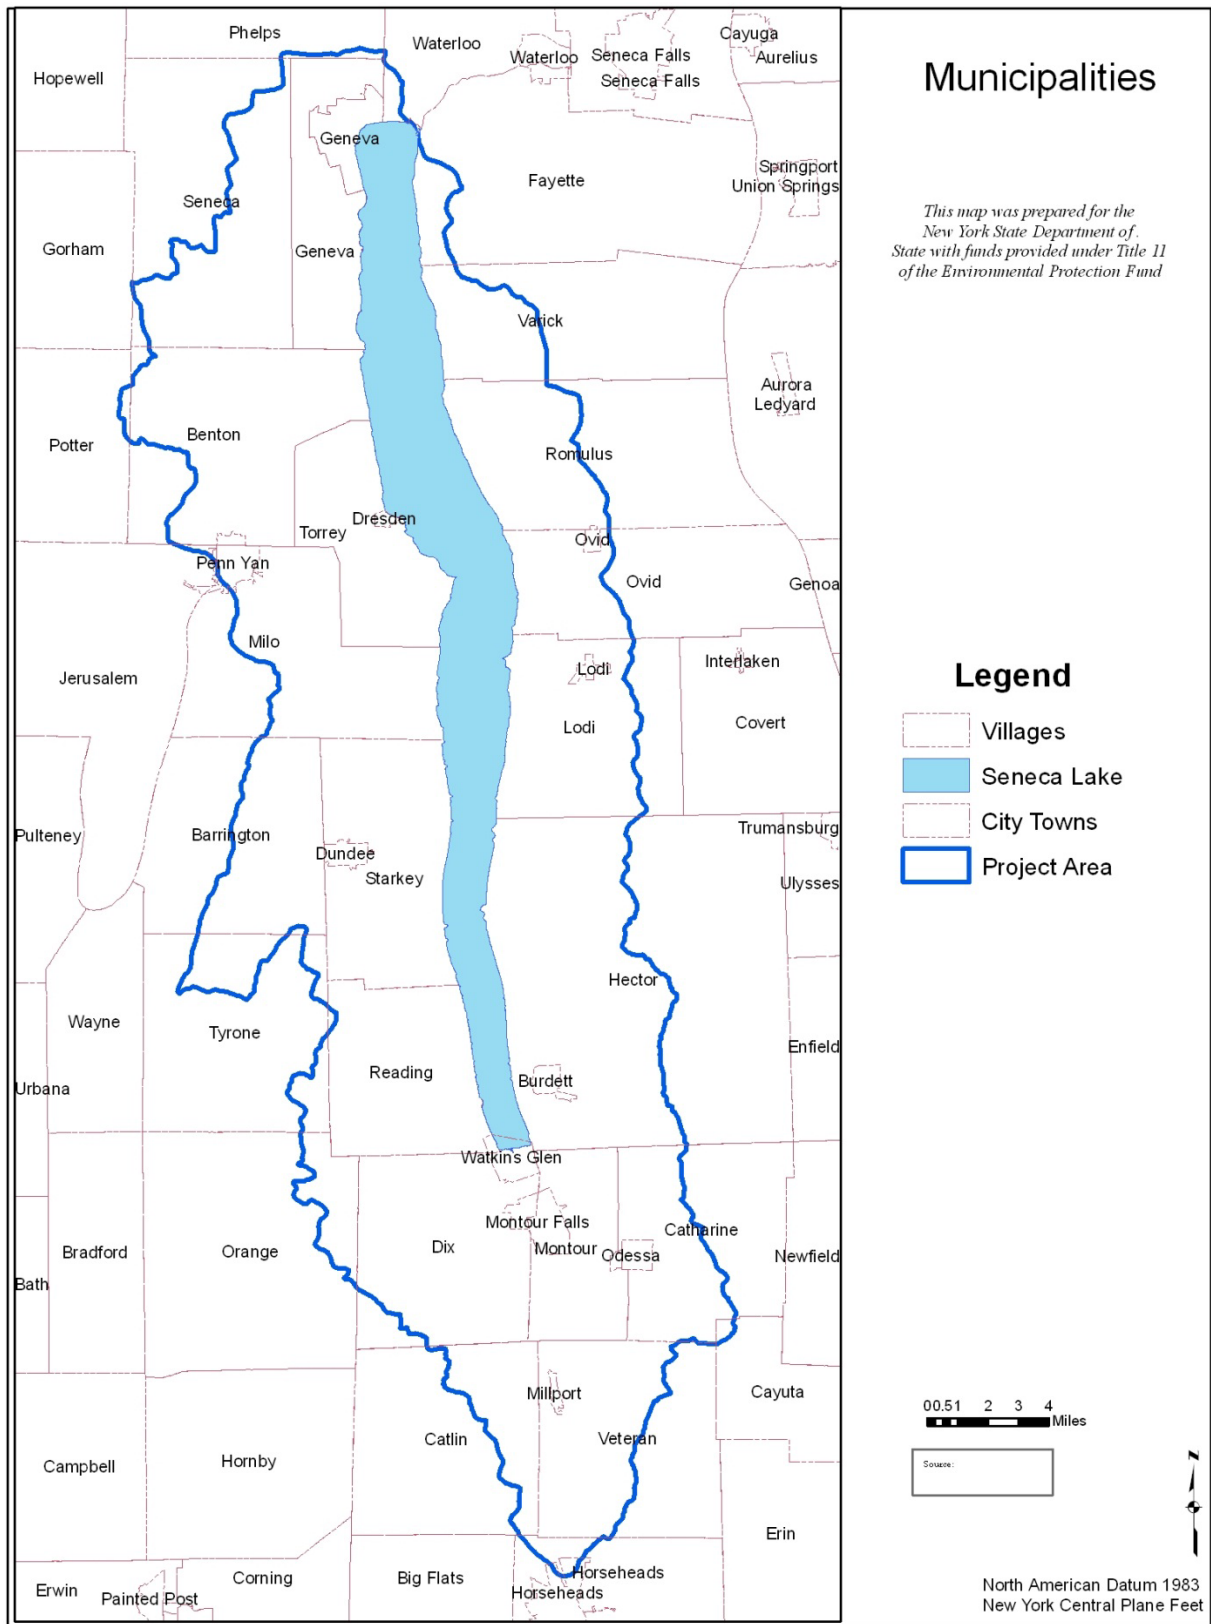 Municipalities
This map was prepared for the
New York State Department of .
State with funds provided under Title 11
of the Environmental Protection Fund
Legend
Villages
Seneca Lake
City Towns
Project Area
00.51 2 3 4
Miles
Source:
N
North American Datum 1983
New York Central Plane Feet
Phelps
Waterloo
Waterloo
Seneca Falls
Seneca Falls
Cayuga
Aurelius
Hopewell
Geneva
Springport
Union Springs
Fayette
Seneca
Gorham
Geneva
Varick
Aurora
Ledyard
Potter
Benton
Romulus
Dresden
Torrey
Ovid
Penn Yan
Ovid
Genoa
Milo
Jerusalem
Lodi
Interlaken
Lodi
Covert
Pulteney
Barrington
Dundee
Starkey
Trumansburg
Ulysses
Hector
Wayne
Tyrone
Enfield
Reading
Burdett
Urbana
Watkin's Glen
Montour Falls
Montour
Odessa
Catharine
Bradford
Orange
Dix
Newfield
Bath
Millport
Cayuta
Catlin
Veteran
Campbell
Hornby
Erin
Erwin
Painted Post
Corning
Big Flats
Horseheads
Horseheads